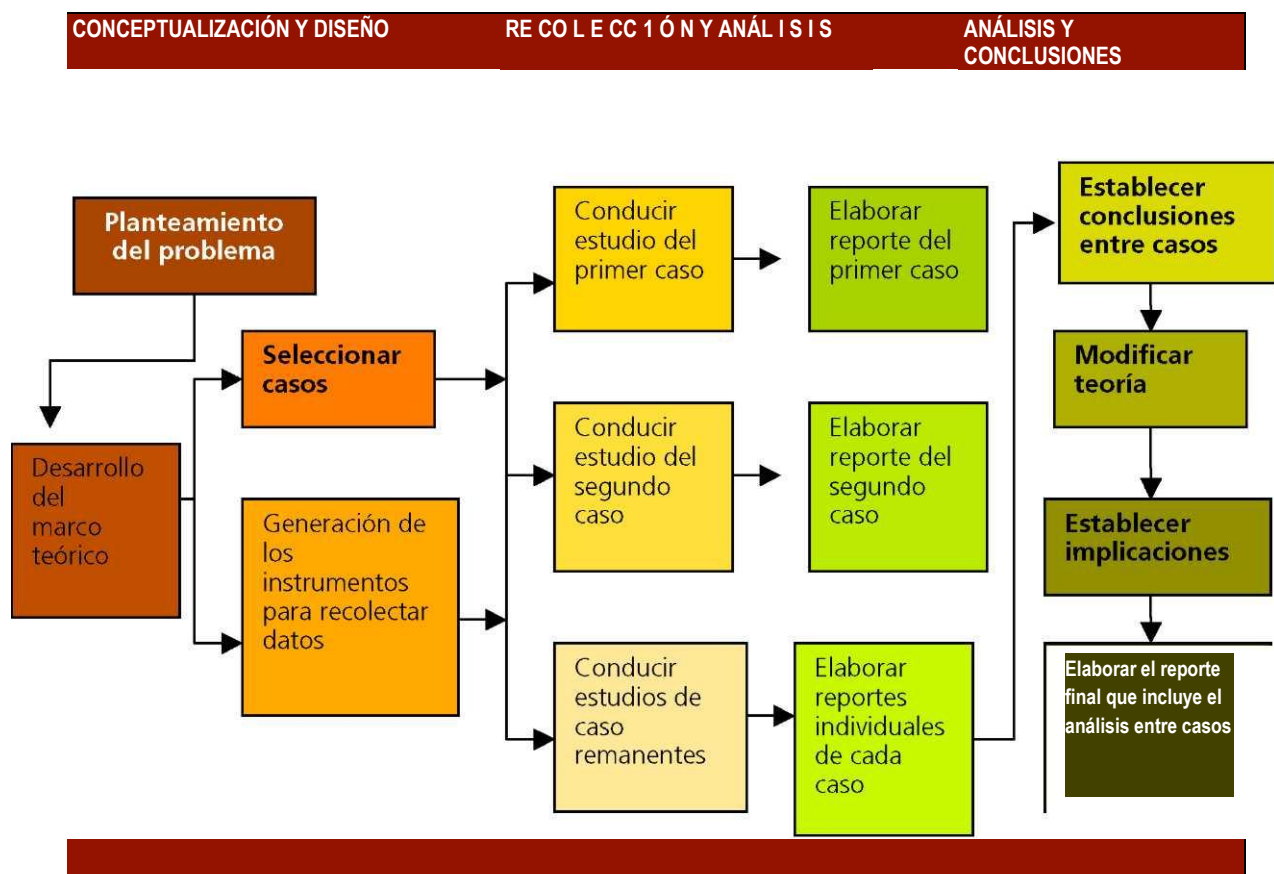 CONCEPTUALIZACIÓN Y DISEÑO
RE CO L E CC 1 Ó N Y ANÁL I S I S
ANÁLISIS Y
CONCLUSIONES
Planteamiento
del problema
Desarrollo
del
marco
teórico
Seleccionar
casos
Generación de
los
instrumentos
para recolectar
datos
Conducir
estudio del
primer caso
Elaborar
reporte del
primer caso
Conducir
estudio del
segundo
caso
Elaborar
reporte del
segundo
caso
Conducir
estudios de
caso
remanentes
Elaborar
reportes
individuales
de cada
caso
Establecer
conclusiones
entre casos
Modificar
teoría
Establecer
implicaciones
Elaborar el reporte
final que incluye el
análisis entre casos